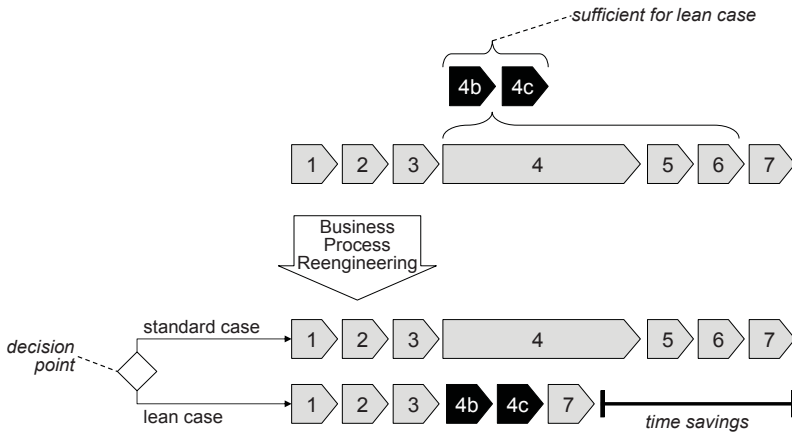 sufficient for lean case
4b 4c
1 2 3 4 5 6 7
Business
Process
Reengineering
standard case
1 2 3 4 5 6 7
decision
point
lean case
1 2 3 4b 4c 7
time savings